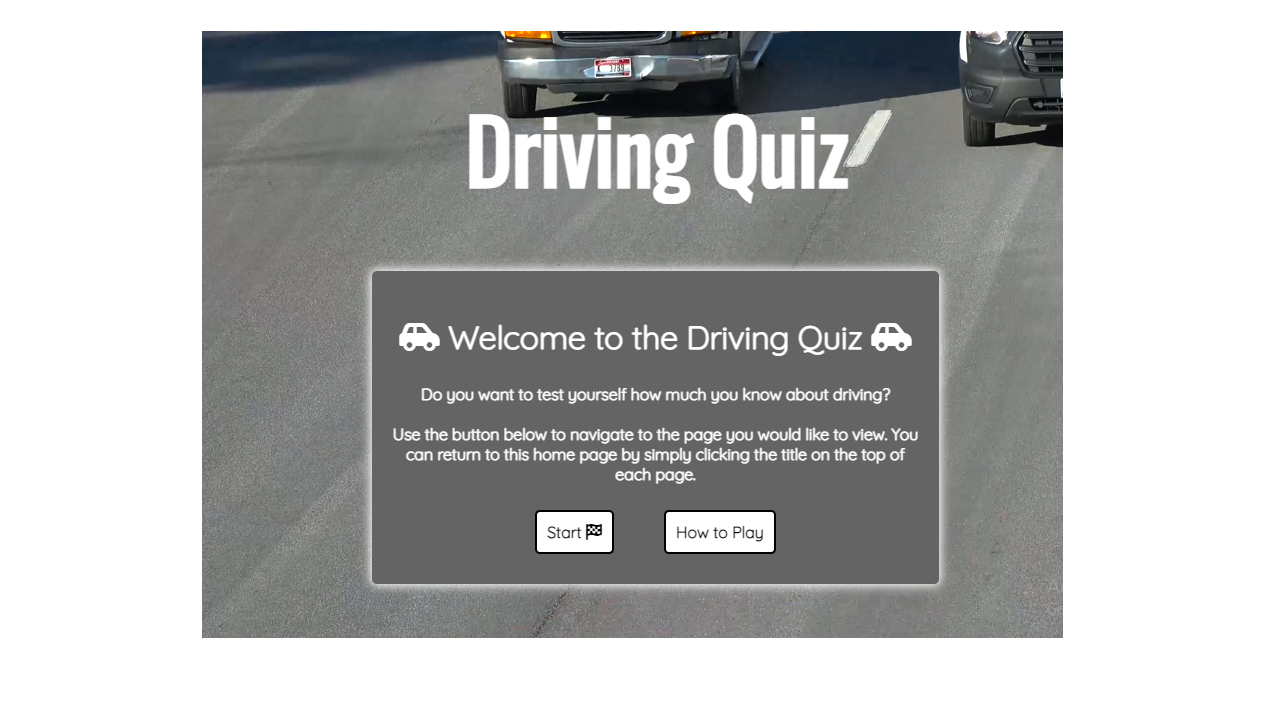 Driving Quiz
Welcome to the Driving Quiz
Do you want to test yourself how much you know about driving?
Use the button below to navigate to the page you would like to view. You
can return to this home page by simply clicking the title on the top of
each page.
Start
How to Play